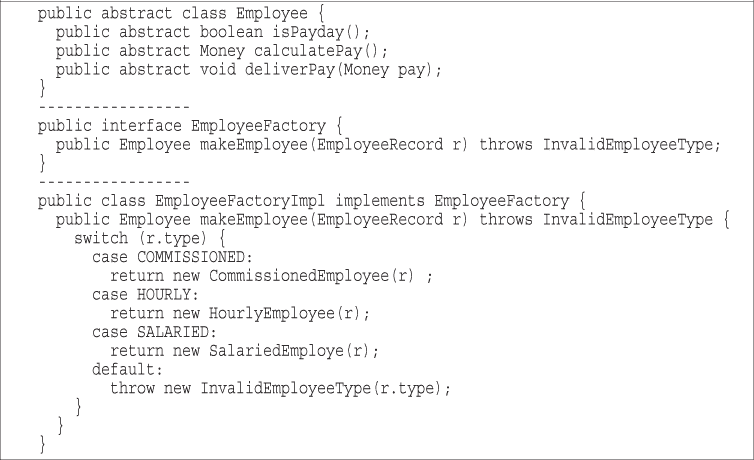 public abstract class Employee {
public abstract boolean isPayday();
public abstract Money calculatePay();
public abstract void deliverPay(Money pay);
}
-----------------
public interface EmployeeFactory {
public Employee makeEmployee(EmployeeRecord r) throws InvalidEmployeeType;
}
-----------------
public class EmployeeFactoryImpl implements EmployeeFactory {
public Employee makeEmployee(EmployeeRecord r) throws InvalidEmployeeType {
switch (r.type) {
case COMMISSIONED:
return new CommissionedEmployee(r) ;
case HOURLY:
return new HourlyEmployee(r);
case SALARIED:
return new SalariedEmploye(r);
default:
throw new InvalidEmployeeType(r.type);
}
}
}